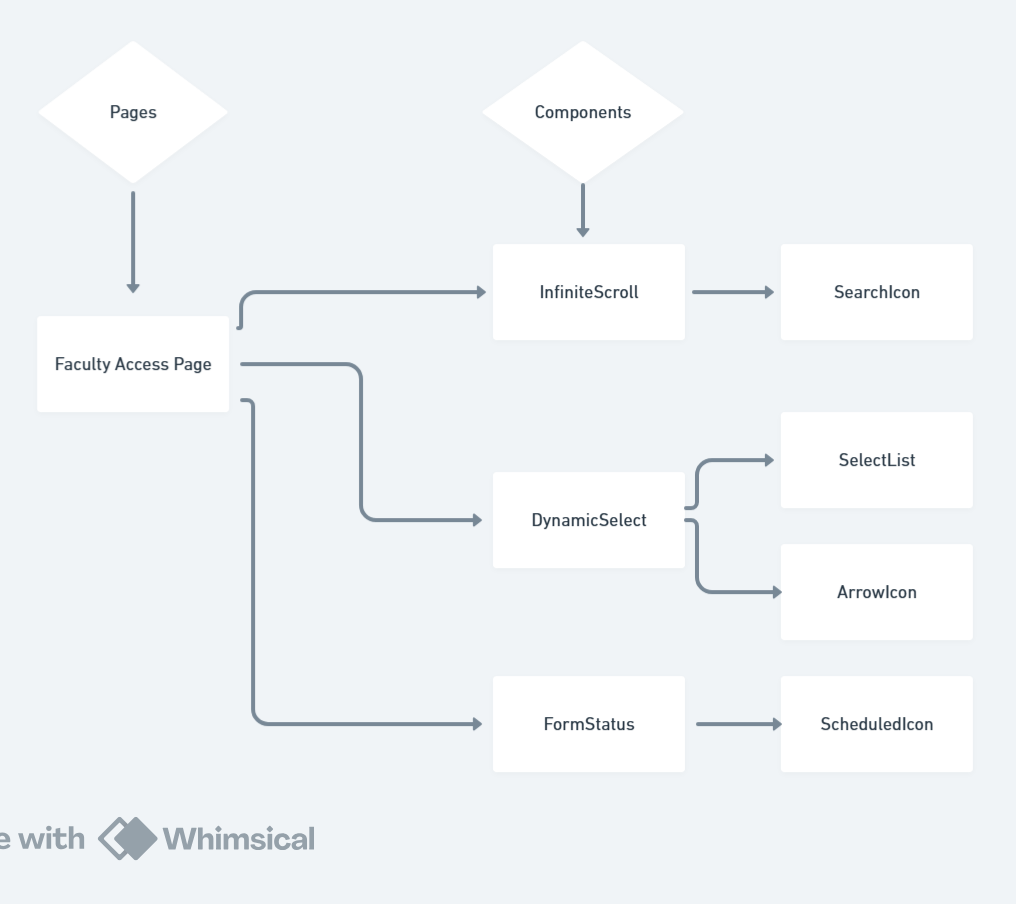 Pages
Components
InfiniteScroll
SearchIcon
Faculty Access Page
SelectList
DynamicSelect
ArrowIcon
FormStatus
ScheduledIcon
with Whimsical